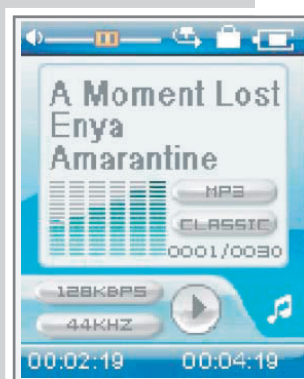 A Moment Lost
Enya
Amarantine
MP3
CLASSIC
0001/0030
128KBPS
44KHZ
00:02:19 00:04:19